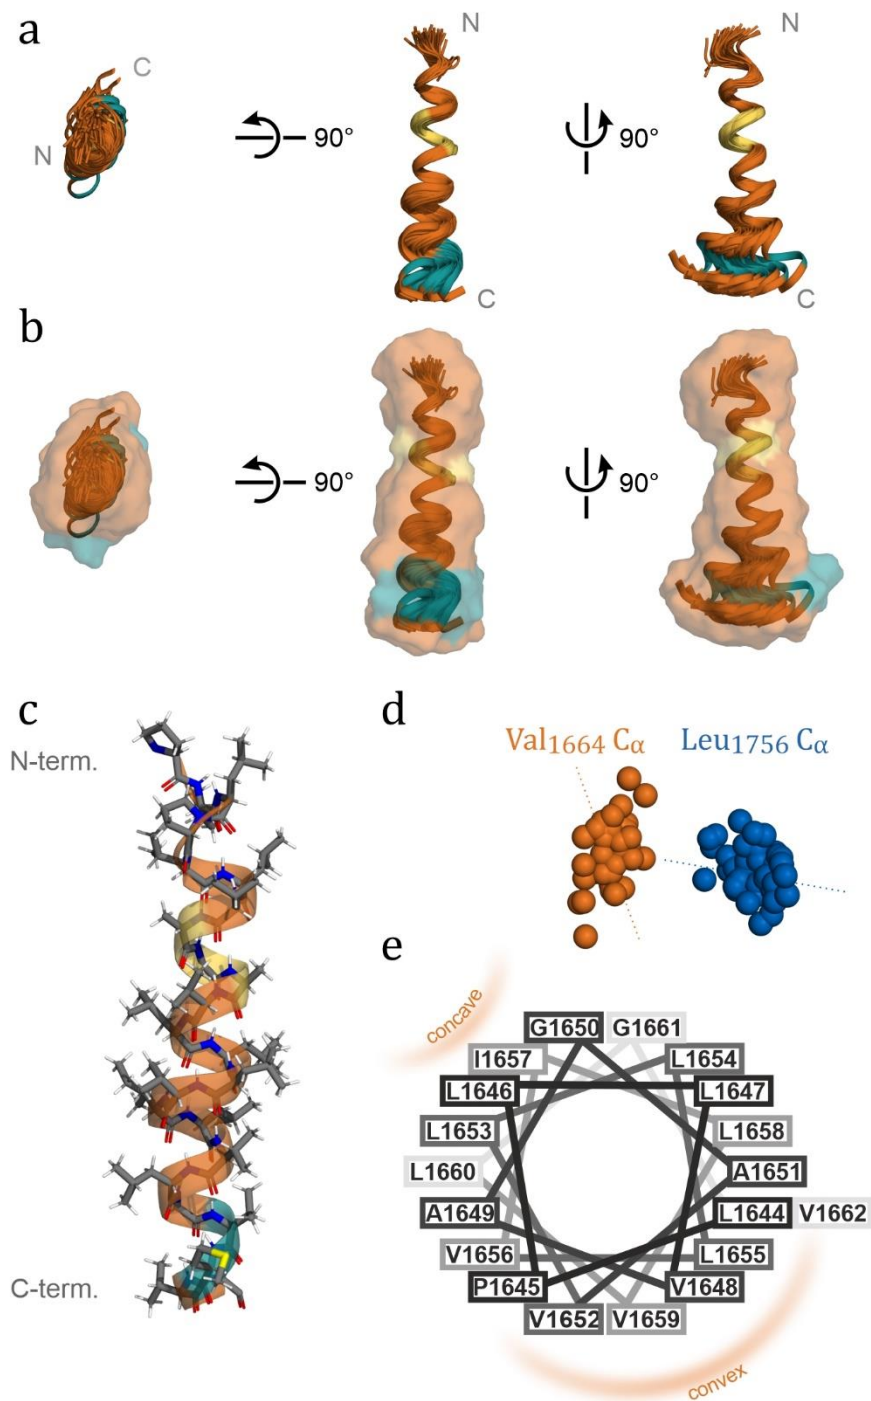 a
N
C
N
90°
90°
N
C
C
b
90°
90°
c
N-term.
C-term.
d
Val1664 Cα
Leu1756 Cα
e
concave
G1650 G1661
I1657 L1654
L1646 L1647
L1653 L1658
L1660 A1651
A1649 L1644 V1662
V1656 L1655
P1645 V1648
V1652 V1659
convex